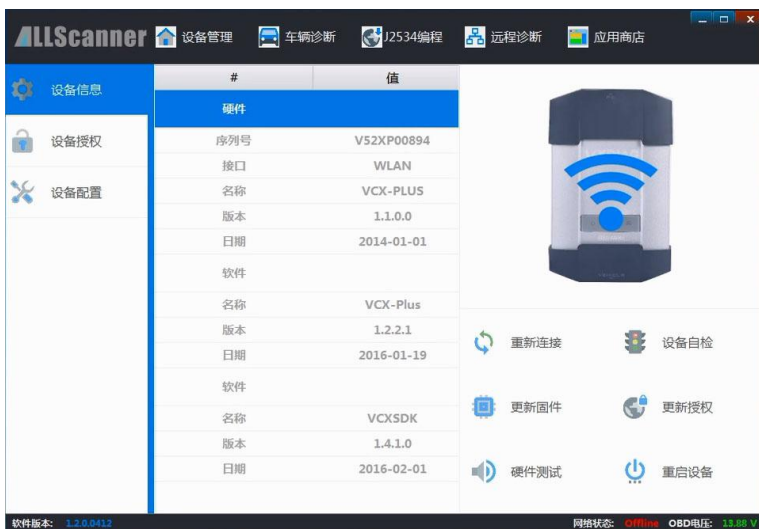 ALLScanner 设备管理 车辆诊断 J2534编程 远程诊断 应用商店
设备信息
设备授权
设备配置
# 值
硬件
序列号 V52XP00894
接口 WLAN
名称 VCX-PLUS
版本 1.1.0.0
日期 2014-01-01
软件
名称 VCX-Plus
版本 1.2.2.1
日期 2016-01-19
软件
名称 VCXSDK
版本 1.4.1.0
日期 2016-02-01
重新连接 设备自检
更新固件 更新授权
硬件测试 重启设备
软件版本: 1.2.0.0412 网络状态: Offline OBD电压: 13.88 V